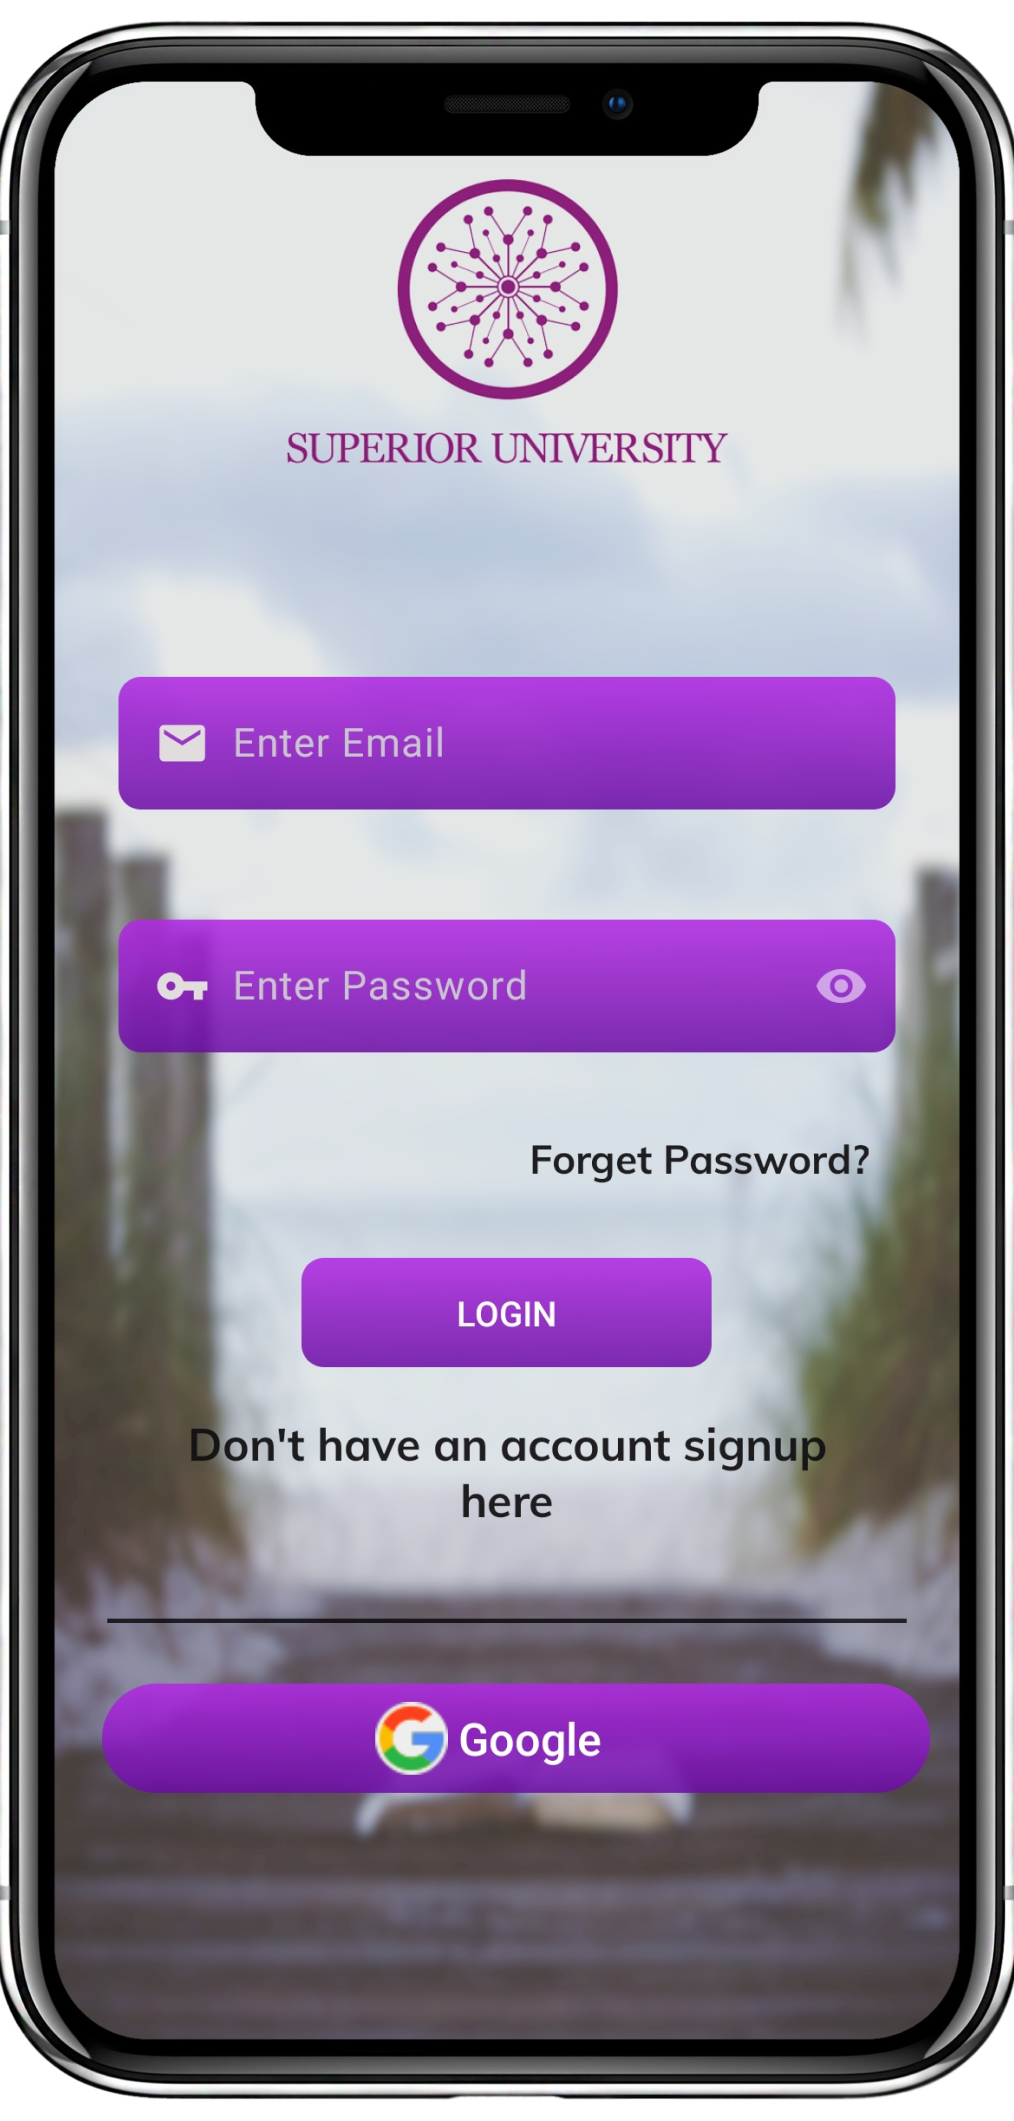 SUPERIOR UNIVERSITY
Enter Email
Enter Password
Forget Password?
LOGIN
Don't have an account signup
here
Google